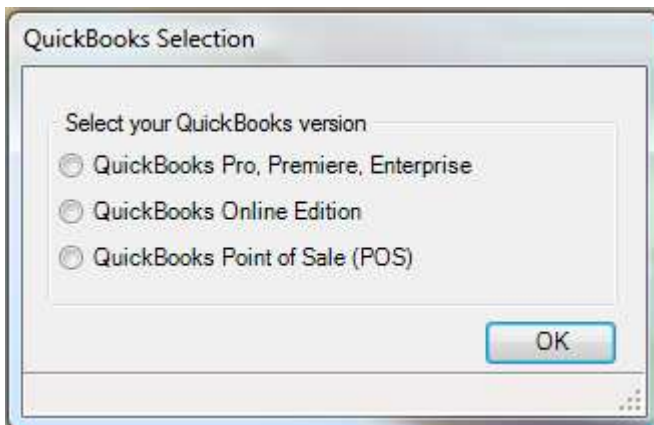 QuickBooks Selection
Select your QuickBooks version
QuickBooks Pro, Premiere, Enterprise
QuickBooks Online Edition
QuickBooks Point of Sale (POS)
OK